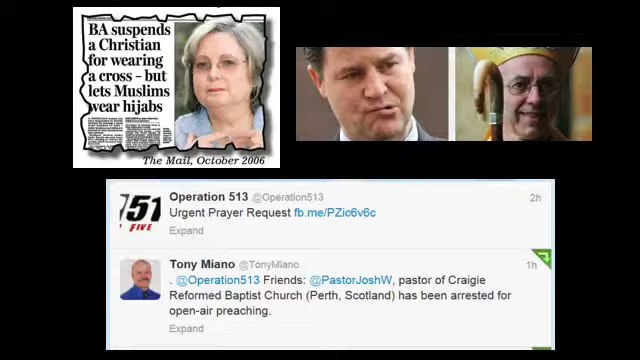 BA suspends
a Christian
for wearing
a cross – but
lets Muslims
wear hijabs
The Mail, October 2006
Operation 513 @Operation513 2h
Urgent Prayer Request fb.me/PZic6v6c
Expand
51
FIVE
Tony Miano @TonyMiano 1h
. @Operation513 Friends: @PastorJoshW, pastor of Craigie
Reformed Baptist Church (Perth, Scotland) has been arrested for
open-air preaching.
Expand